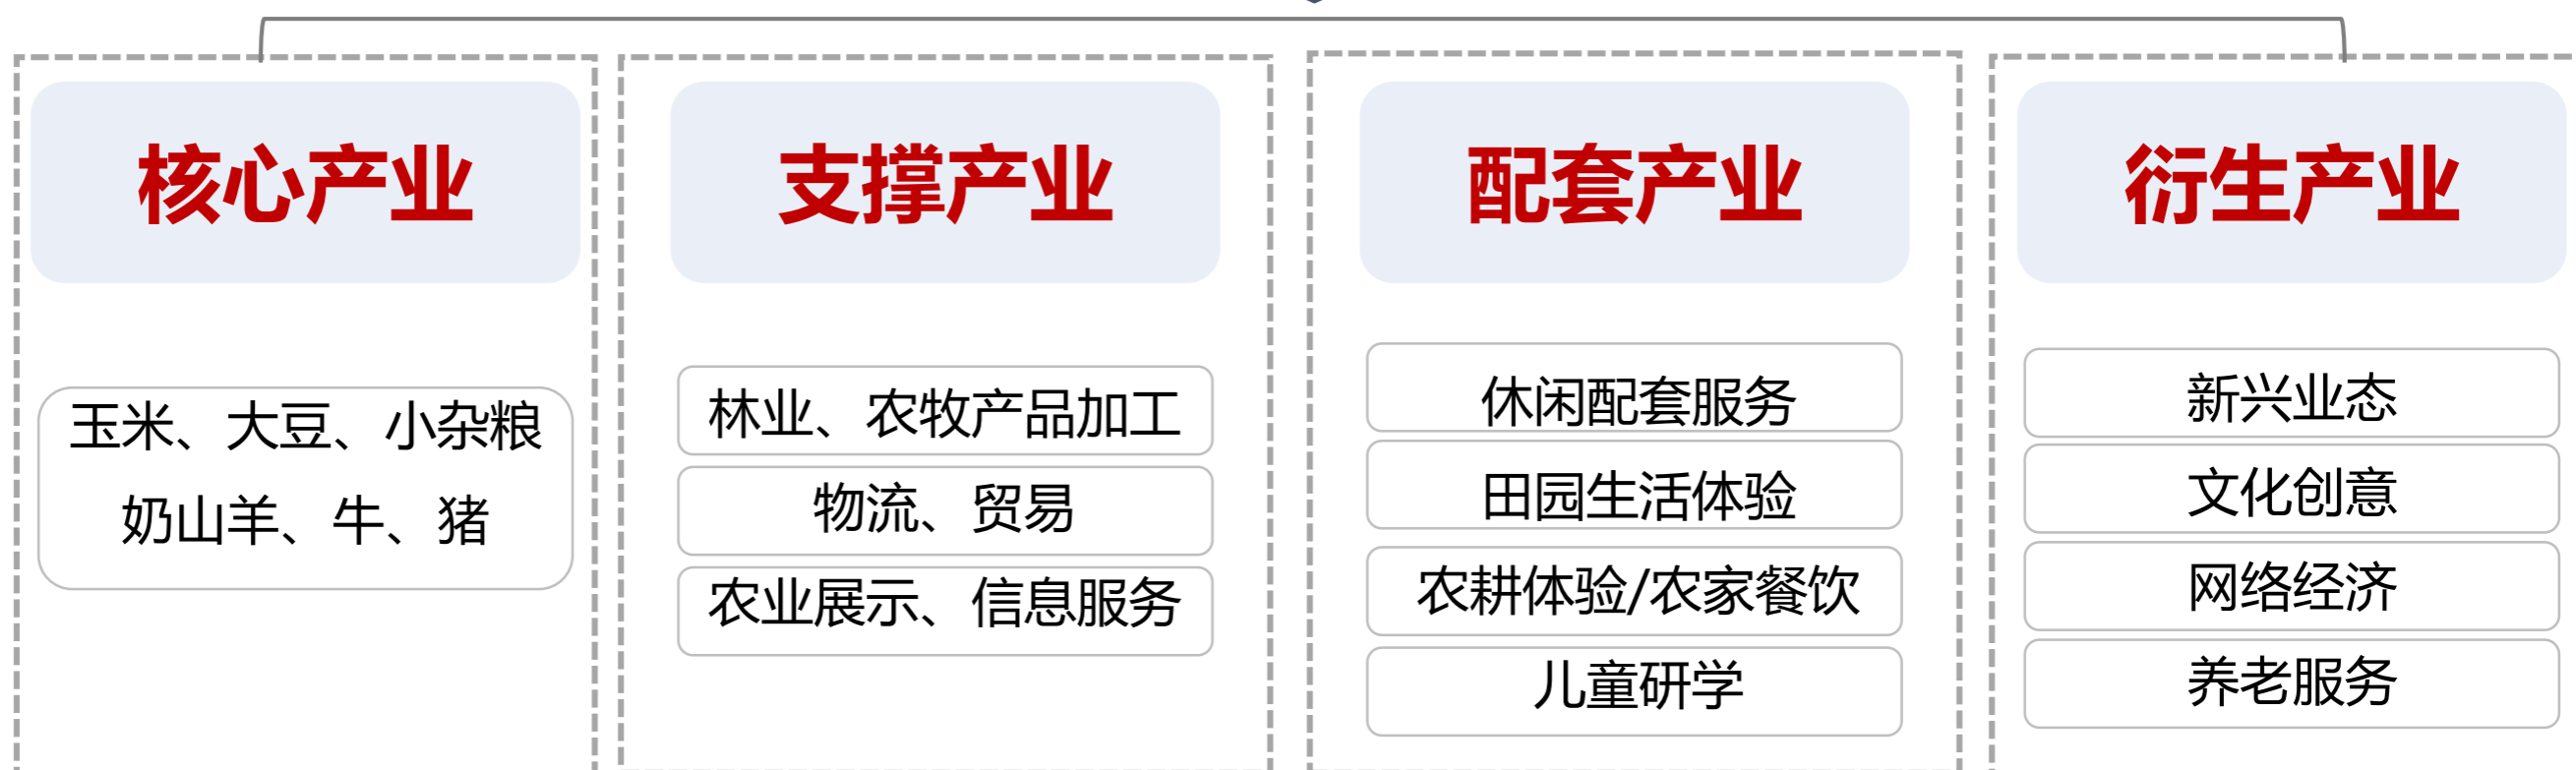 核心产业
玉米、大豆、小杂粮
奶山羊、牛、猪
支撑产业
林业、农牧产品加工
物流、贸易
农业展示、信息服务
配套产业
休闲配套服务
田园生活体验
农耕体验/农家餐饮
儿童研学
衍生产业
新兴业态
文化创意
网络经济
养老服务